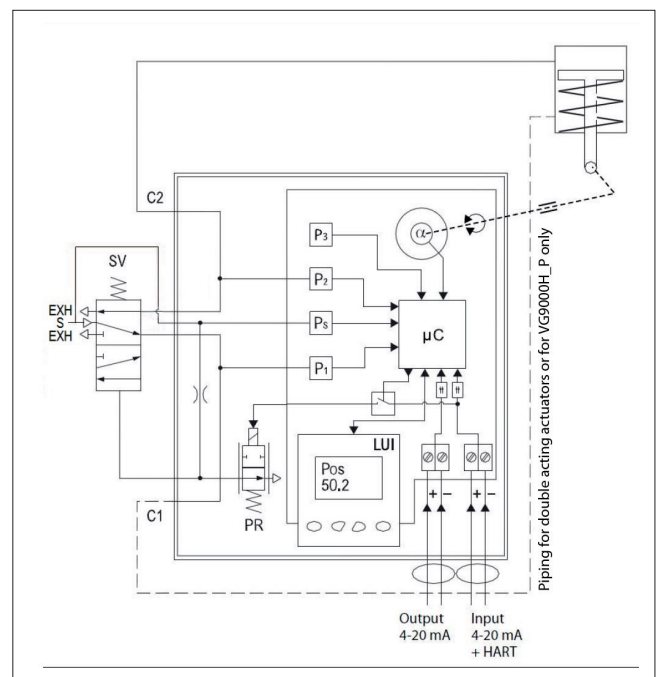 C2
SV
EXH
S
EXH
P3
P2
PS
P1
α
µC
LUI
Pos
50.2
PR
C1
+ −
+ −
Output
4-20 mA
Input
4-20 mA
+ HART
Piping for double acting actuators or for VG9000H_P only